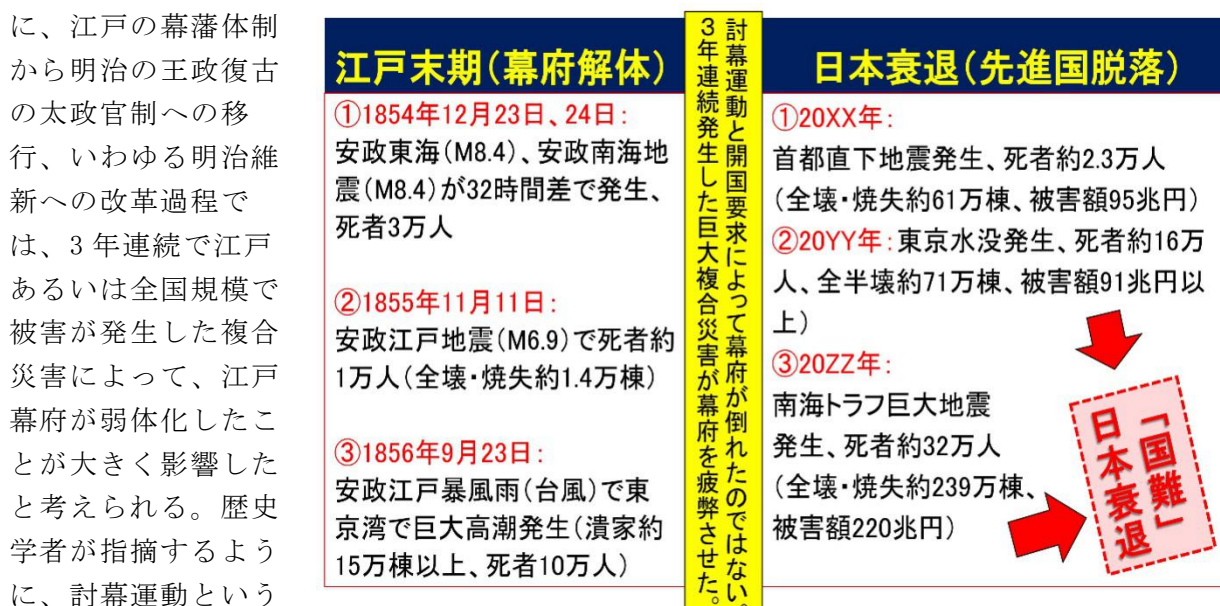 に、江戸の幕藩体制
から明治の王政復古
の太政官制への移
行、いわゆる明治維
新への改革過程で
は、3 年連続で江戸
あるいは全国規模で
被害が発生した複合
災害によって、江戸
幕府が弱体化したこ
とが大きく影響した
と考えられる。歴史
学者が指摘するよう
に、討幕運動という
江戸末期(幕府解体)
①1854年12月23日、24日:
安政東海(M8.4)、安政南海地
震(M8.4)が32時間差で発生、
死者3万人
②1855年11月11日:
安政江戸地震(M6.9)で死者約
1万人(全壊・焼失約1.4万棟)
③1856年9月23日:
安政江戸暴風雨(台風)で東
京湾で巨大高潮発生(潰家約
15万棟以上、死者10万人)
討幕運動と開国要求によって幕府が倒れたのではない。
3年連続発生した巨大複合災害が幕府を疲弊させた。
日本衰退(先進国脱落)
①20XX年:
首都直下地震発生、死者約2.3万人
(全壊・焼失約61万棟、被害額95兆円)
②20YY年:東京水没発生、死者約16万
人、全半壊約71万棟、被害額91兆円以
上)
③20ZZ年:
南海トラフ巨大地震
発生、死者約32万人
(全壊・焼失約239万棟、
被害額220兆円)
「国難」
日本衰退